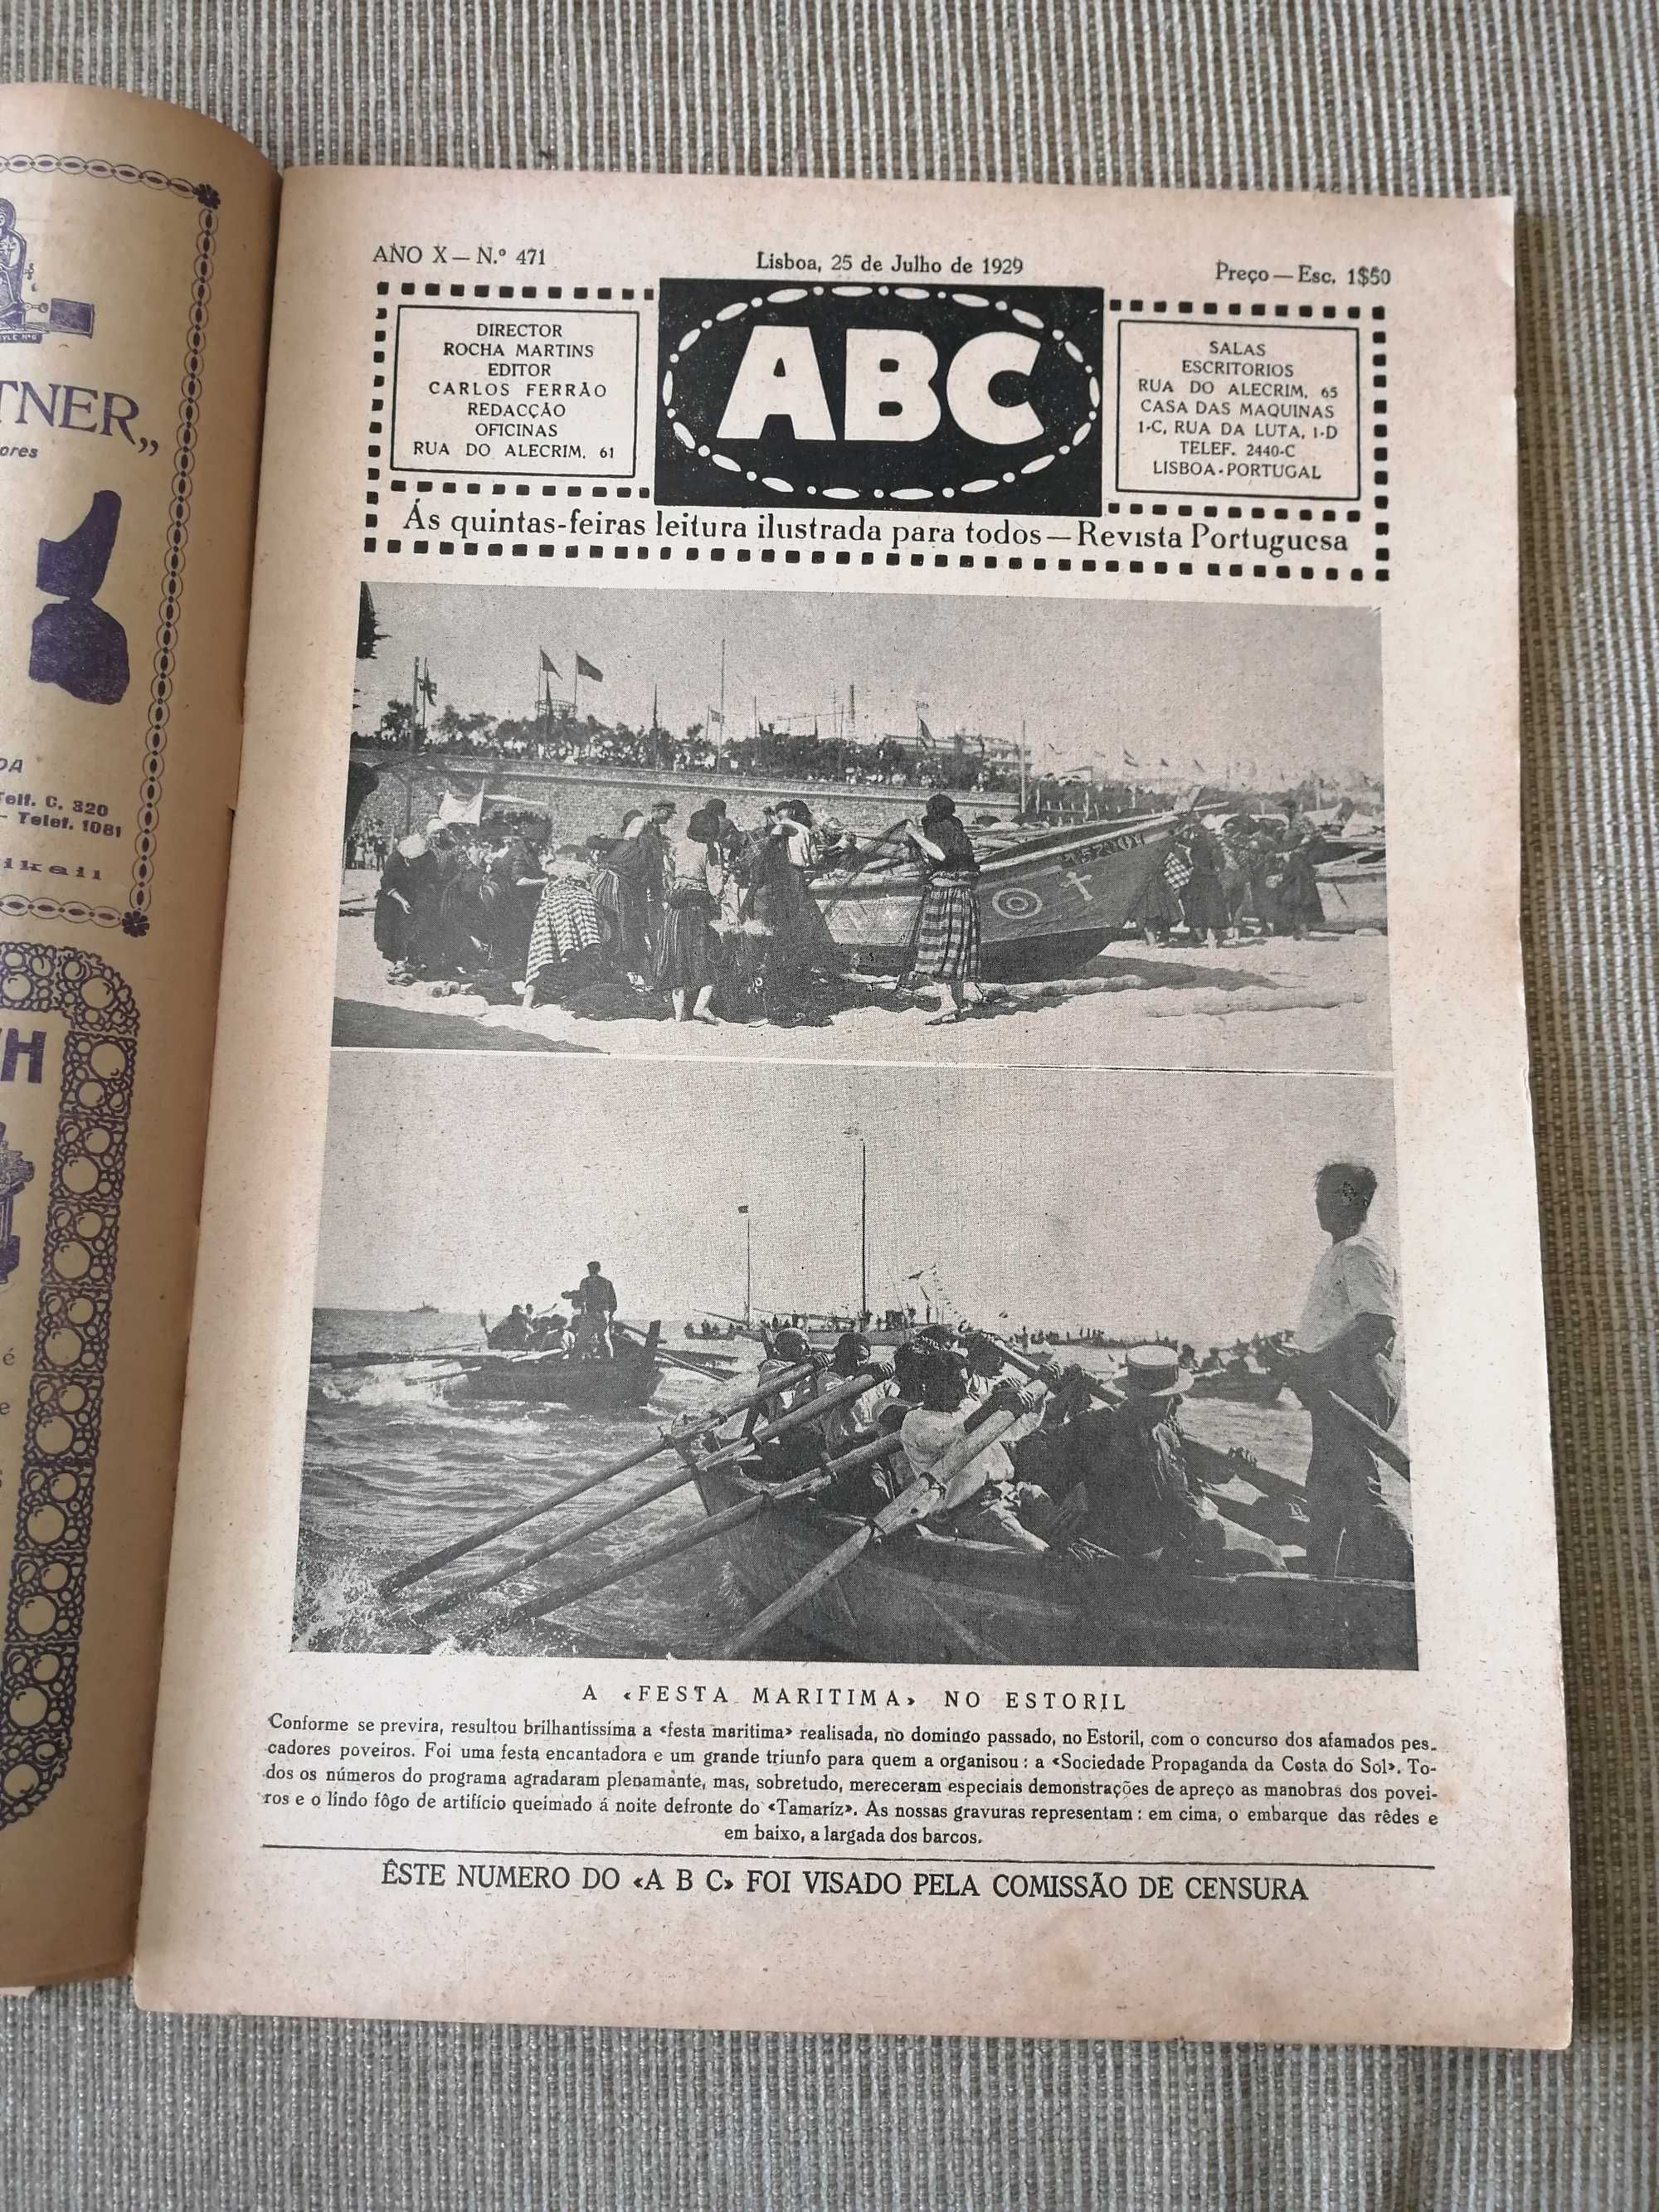 TNER„
ores
DA
Telf. C. 320
- Telef. 1081
ikeil
H
é
e
ANO X — N.º 471
Lisboa, 25 de Julho de 1929
Preço — Esc. 1$50
DIRECTOR
ROCHA MARTINS
EDITOR
CARLOS FERRÃO
REDACÇÃO
OFICINAS
RUA DO ALECRIM, 61
ABC
SALAS
ESCRITORIOS
RUA DO ALECRIM, 65
CASA DAS MAQUINAS
1-C, RUA DA LUTA, 1-D
TELEF. 2440-C
LISBOA-PORTUGAL
Ás quintas-feiras leitura ilustrada para todos — Revista Portuguesa
A «FESTA MARITIMA» NO ESTORIL
Conforme se previra, resultou brilhantissima a «festa maritima» realisada, no domingo passado, no Estoril, com o concurso dos afamados pes-
cadores poveiros. Foi uma festa encantadora e um grande triunfo para quem a organisou : a «Sociedade Propaganda da Costa do Sol». To-
dos os números do programa agradaram plenamante, mas, sobretudo, mereceram especiais demonstrações de apreço as manobras dos povei-
ros e o lindo fôgo de artifício queimado á noite defronte do «Tamaríz». As nossas gravuras representam : em cima, o embarque das rêdes e
em baixo, a largada dos barcos.
ÊSTE NUMERO DO «A B C» FOI VISADO PELA COMISSÃO DE CENSURA